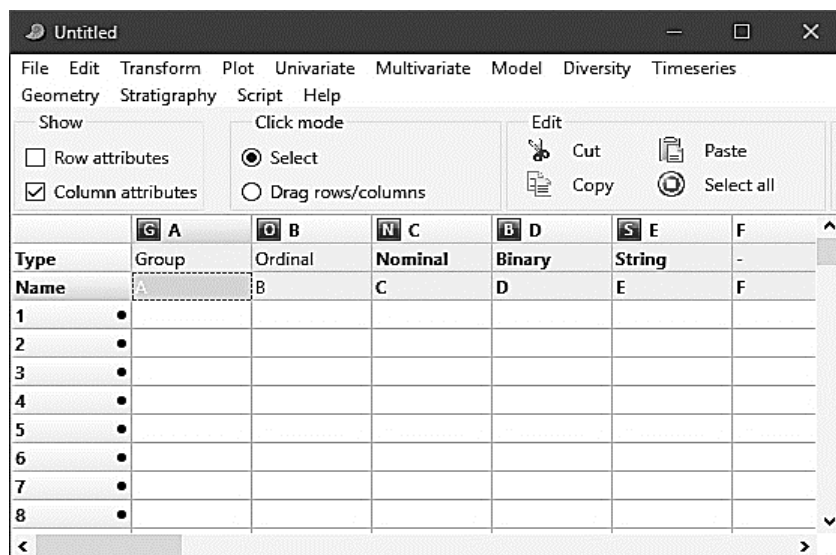 Untitled
File Edit Transform Plot Univariate Multivariate Model Diversity Timeseries
Geometry Stratigraphy Script Help
Show Click mode Edit
Row attributes Select Cut Paste
Column attributes Drag rows/columns Copy Select all
G A O B N C B D S E F
Type Group Ordinal Nominal Binary String -
Name A B C D E F
1
2
3
4
5
6
7
8